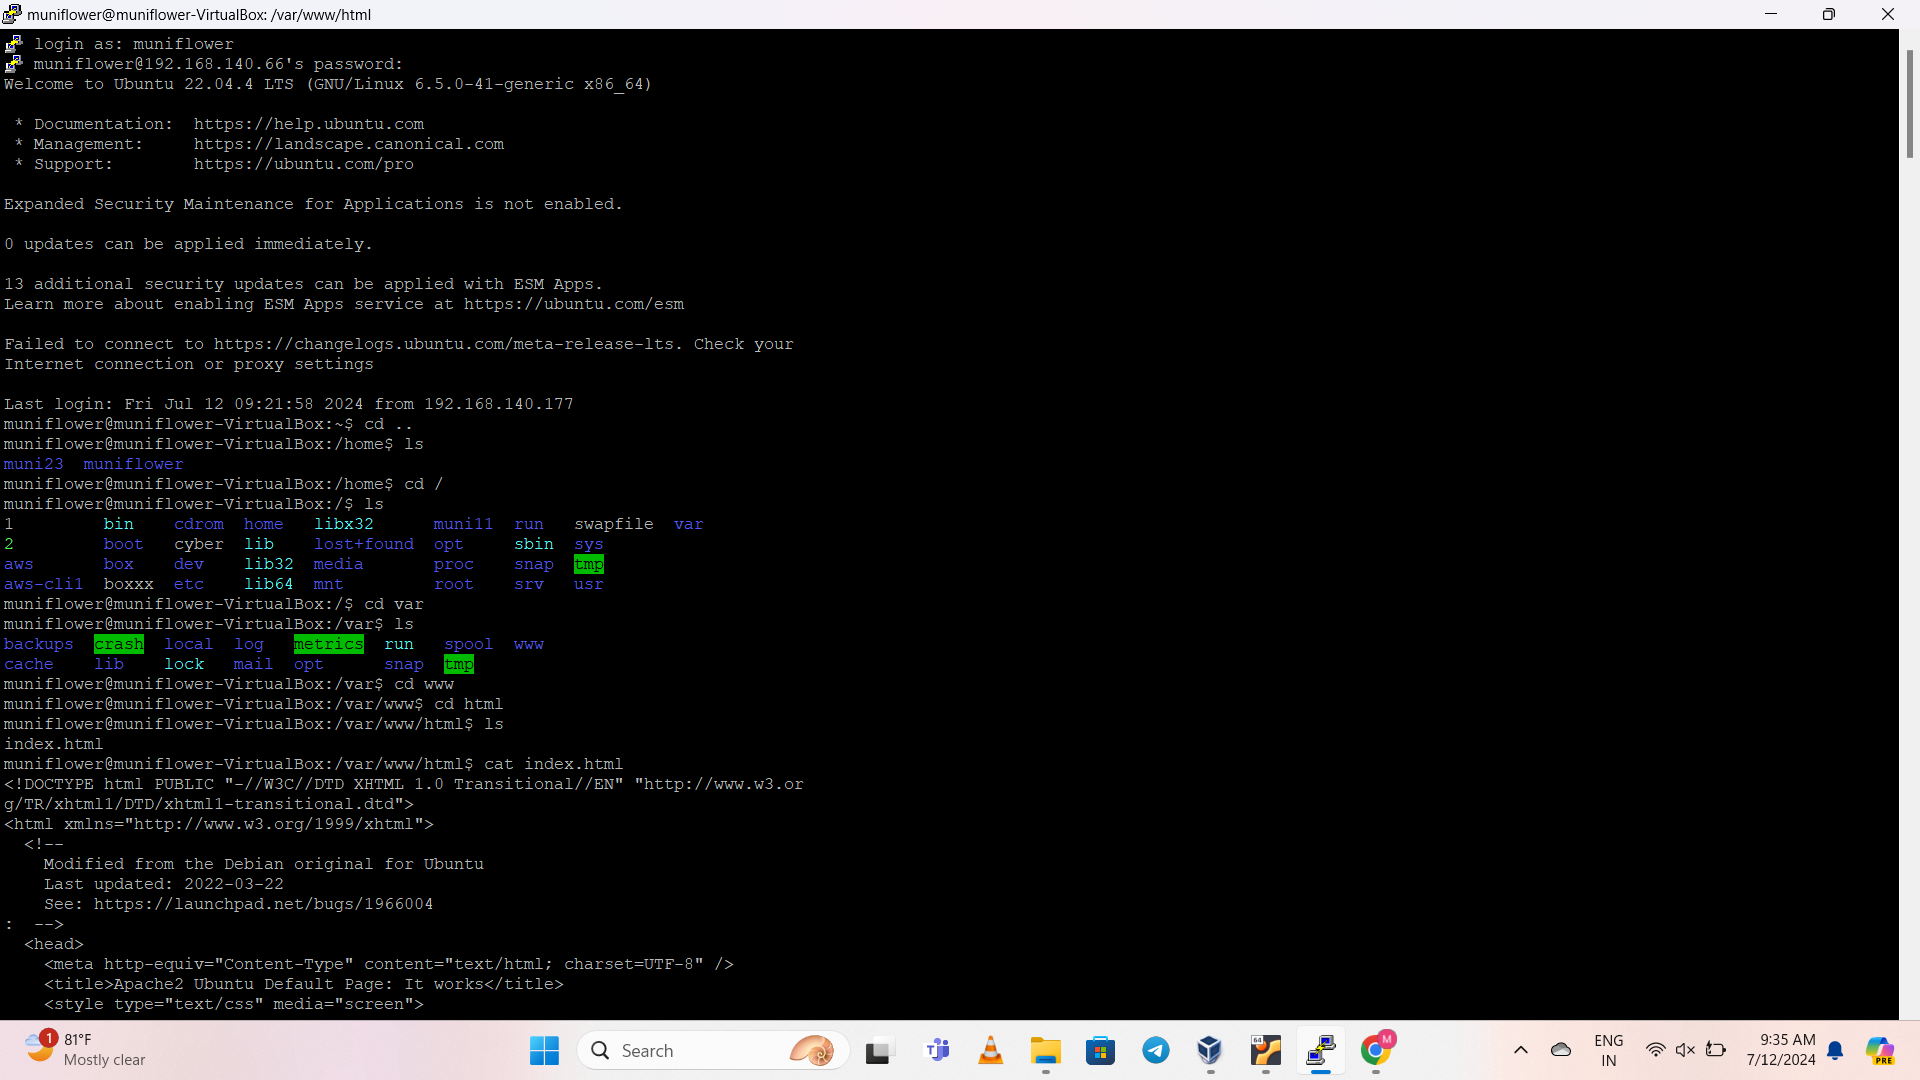 muniflower@muniflower-VirtualBox: /var/www/html
login as: muniflower
muniflower@192.168.140.66's password:
Welcome to Ubuntu 22.04.4 LTS (GNU/Linux 6.5.0-41-generic x86_64)
* Documentation:  https://help.ubuntu.com
* Management:     https://landscape.canonical.com
* Support:        https://ubuntu.com/pro
Expanded Security Maintenance for Applications is not enabled.
0 updates can be applied immediately.
13 additional security updates can be applied with ESM Apps.
Learn more about enabling ESM Apps service at https://ubuntu.com/esm
Failed to connect to https://changelogs.ubuntu.com/meta-release-lts. Check your
Internet connection or proxy settings
Last login: Fri Jul 12 09:21:58 2024 from 192.168.140.177
muniflower@muniflower-VirtualBox:~$ cd ..
muniflower@muniflower-VirtualBox:/home$ ls
muni23  muniflower
muniflower@muniflower-VirtualBox:/home$ cd /
muniflower@muniflower-VirtualBox:/$ ls
1         bin    cdrom  home   libx32      muni11  run   swapfile  var
2         boot   cyber  lib    lost+found  opt     sbin  sys
aws       box    dev    lib32  media       proc    snap  tmp
aws-cli1  boxxx  etc    lib64  mnt         root    srv   usr
muniflower@muniflower-VirtualBox:/$ cd var
muniflower@muniflower-VirtualBox:/var$ ls
backups  crash  local  log   metrics  run   spool  www
cache    lib    lock   mail  opt      snap  tmp
muniflower@muniflower-VirtualBox:/var$ cd www
muniflower@muniflower-VirtualBox:/var/www$ cd html
muniflower@muniflower-VirtualBox:/var/www/html$ ls
index.html
muniflower@muniflower-VirtualBox:/var/www/html$ cat index.html
<!DOCTYPE html PUBLIC "-//W3C//DTD XHTML 1.0 Transitional//EN" "http://www.w3.or
g/TR/xhtml1/DTD/xhtml1-transitional.dtd">
<html xmlns="http://www.w3.org/1999/xhtml">
<!--
Modified from the Debian original for Ubuntu
Last updated: 2022-03-22
See: https://launchpad.net/bugs/1966004
:  -->
<head>
<meta http-equiv="Content-Type" content="text/html; charset=UTF-8" />
<title>Apache2 Ubuntu Default Page: It works</title>
<style type="text/css" media="screen">
1
81°F
Mostly clear
Search
64
M
ENG
IN
9:35 AM
7/12/2024
PRE